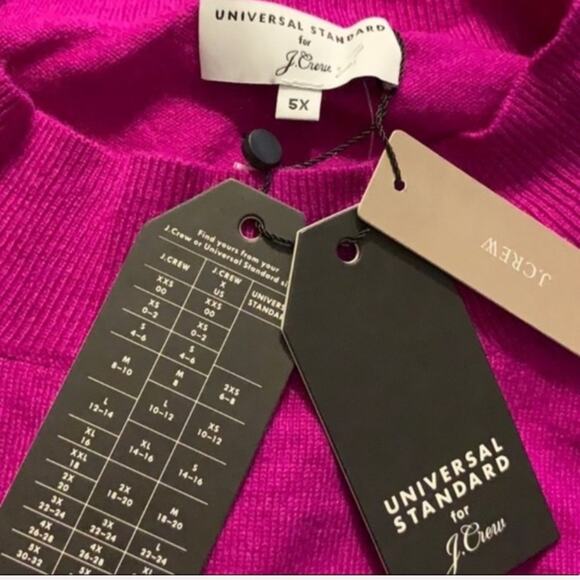 UNIVERSAL STANDARD
for
J.Crew
5X
J.CREW
Find yours from your
J.Crew or Universal Standard
J.CREW
J.CREW
X
US
XXS
00
XXS
00
XS
0-2
XS
0-2
S
4-6
S
4-6
M
8-10
M
8
2XS
6-8
L
12-14
L
10-12
XS
10-12
XL
16
XL
14-16
S
14-16
XXL
18
2X
20
2X
18-20
M
18-20
3X
22-24
3X
22-24
L
22-24
4X
26-28
4X
26-28
5X
30-32
5X
UNIVERSAL
STANDARD
for
J.Crew